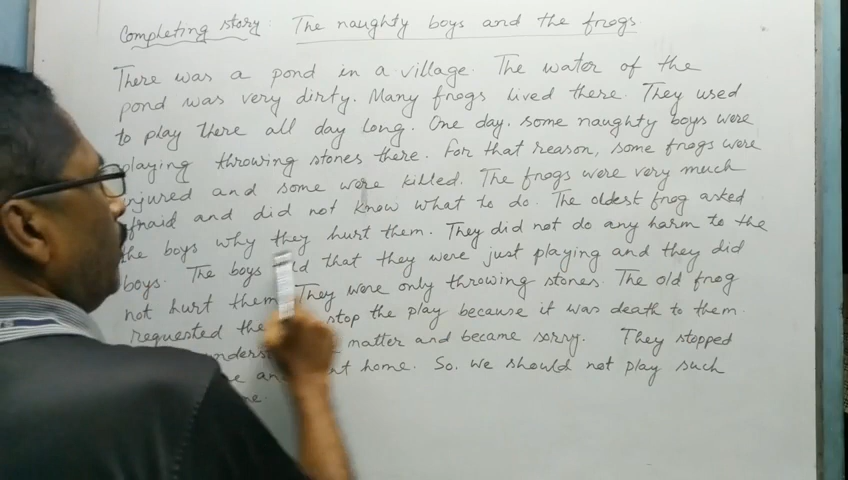 Completing story: The naughty boys and the frogs.
There was a pond in a village. The water of the
pond was very dirty. Many frogs lived there. They used
to play there all day long. One day, some naughty boys were
playing throwing stones there. For that reason, some frogs were
injured and some were killed. The frogs were very much
afraid and did not know what to do. The oldest frog asked
the boys why they hurt them. They did not do any harm to the
boys. The boys that they were just playing and they did
not hurt them. They were only throwing stones. The old frog
requested stop the play because it was death to them.
matter and became sorry. They stopped
home. So, we should not play such